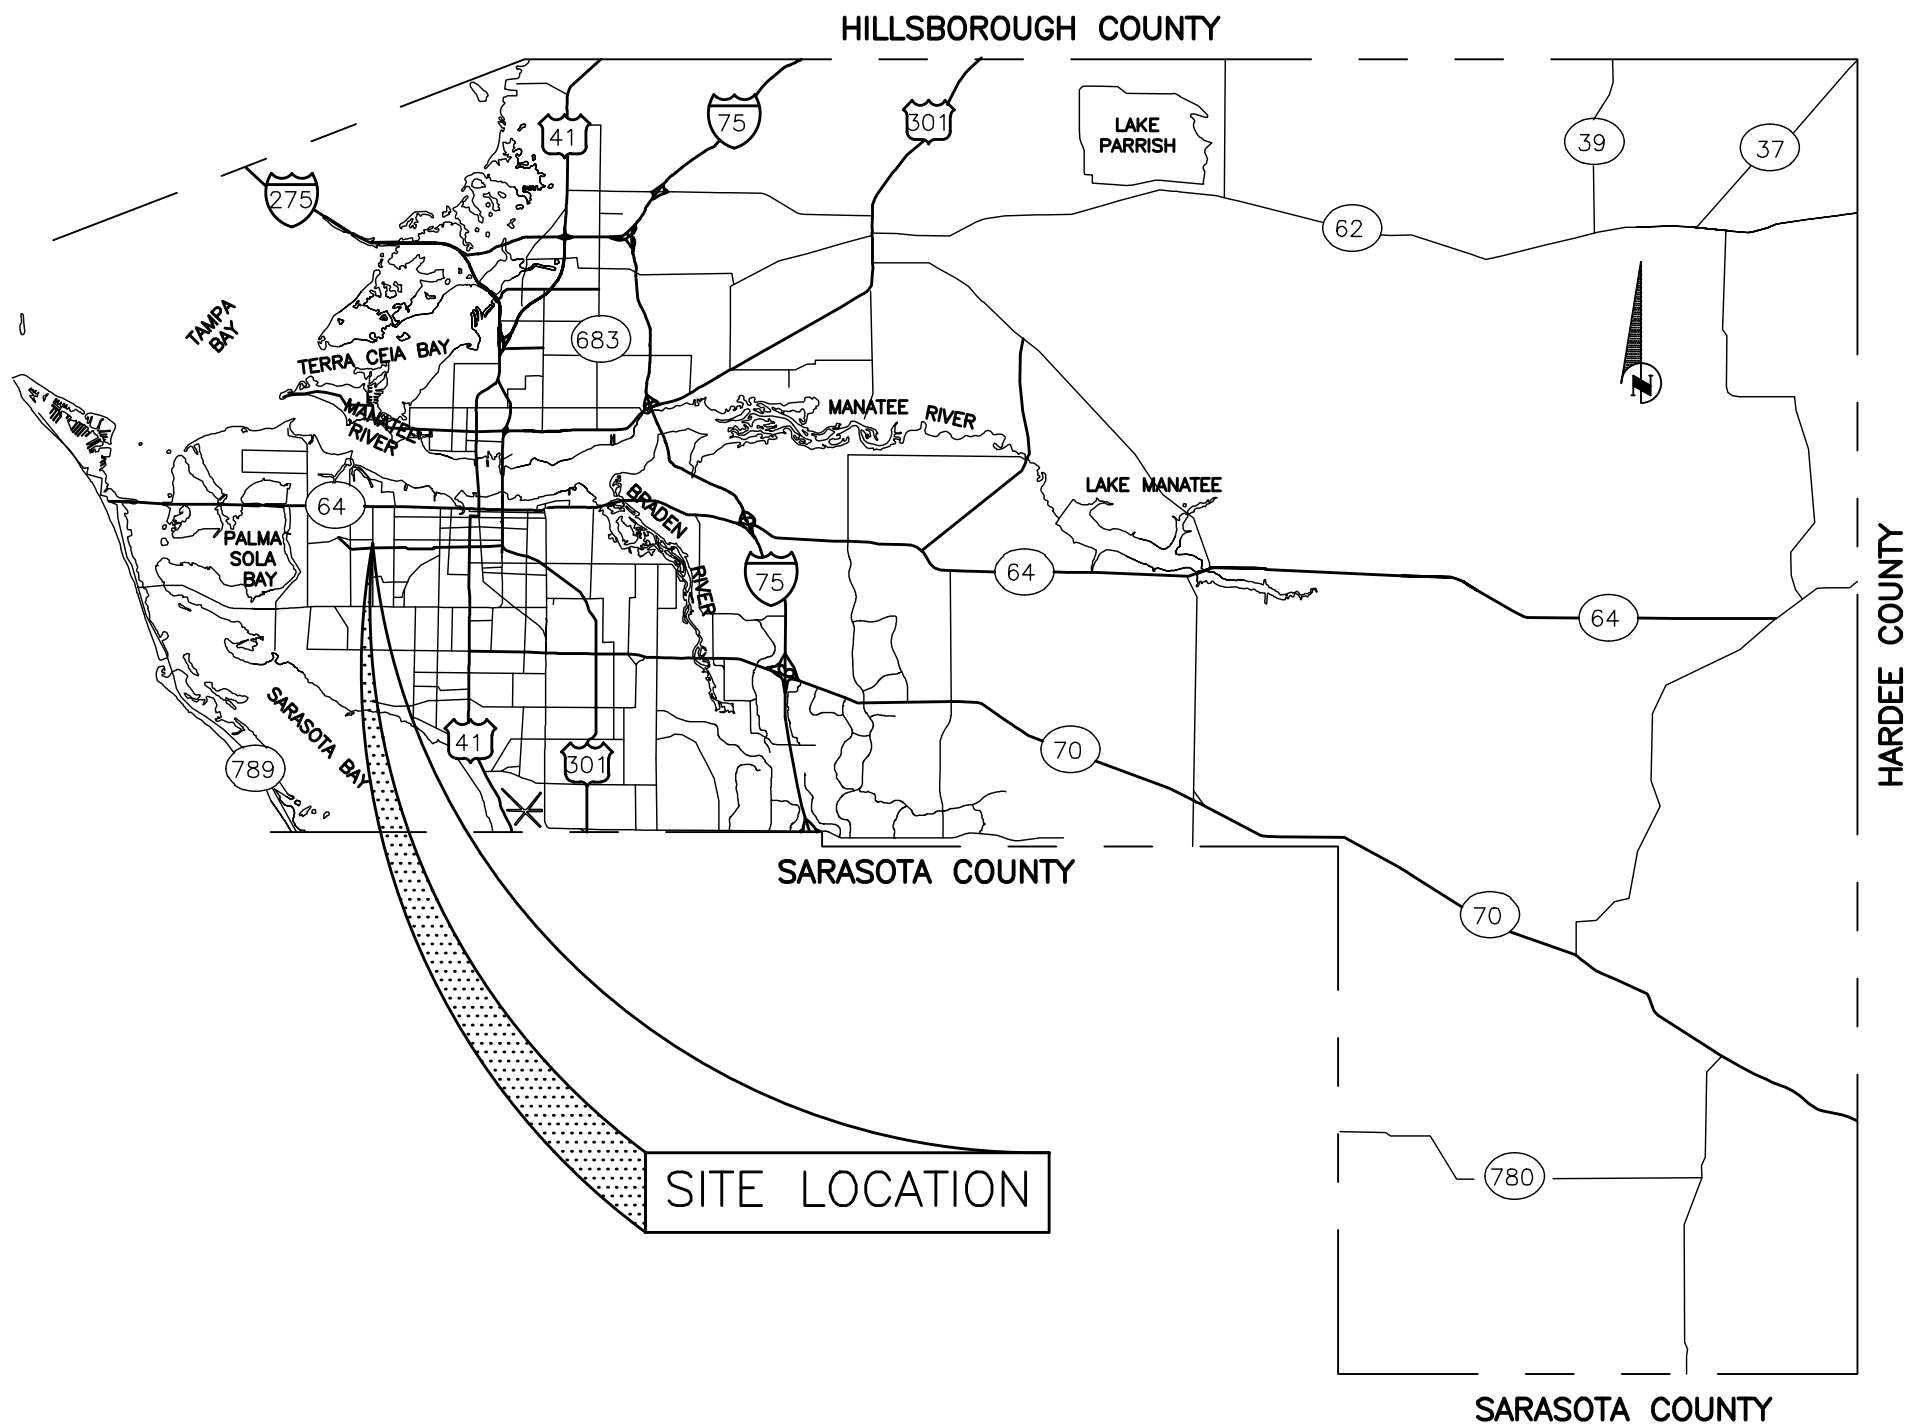 HILLSBOROUGH COUNTY
41
75
301
LAKE
PARRISH
39
37
275
62
TAMPA
BAY
TERRA CEIA BAY
683
N
MANATEE
RIVER
MANATEE RIVER
64
BRADEN
RIVER
LAKE MANATEE
PALMA
SOLA
BAY
75
64
64
HARDEE COUNTY
SARASOTA BAY
789
41
301
70
SARASOTA COUNTY
70
SITE LOCATION
780
SARASOTA COUNTY